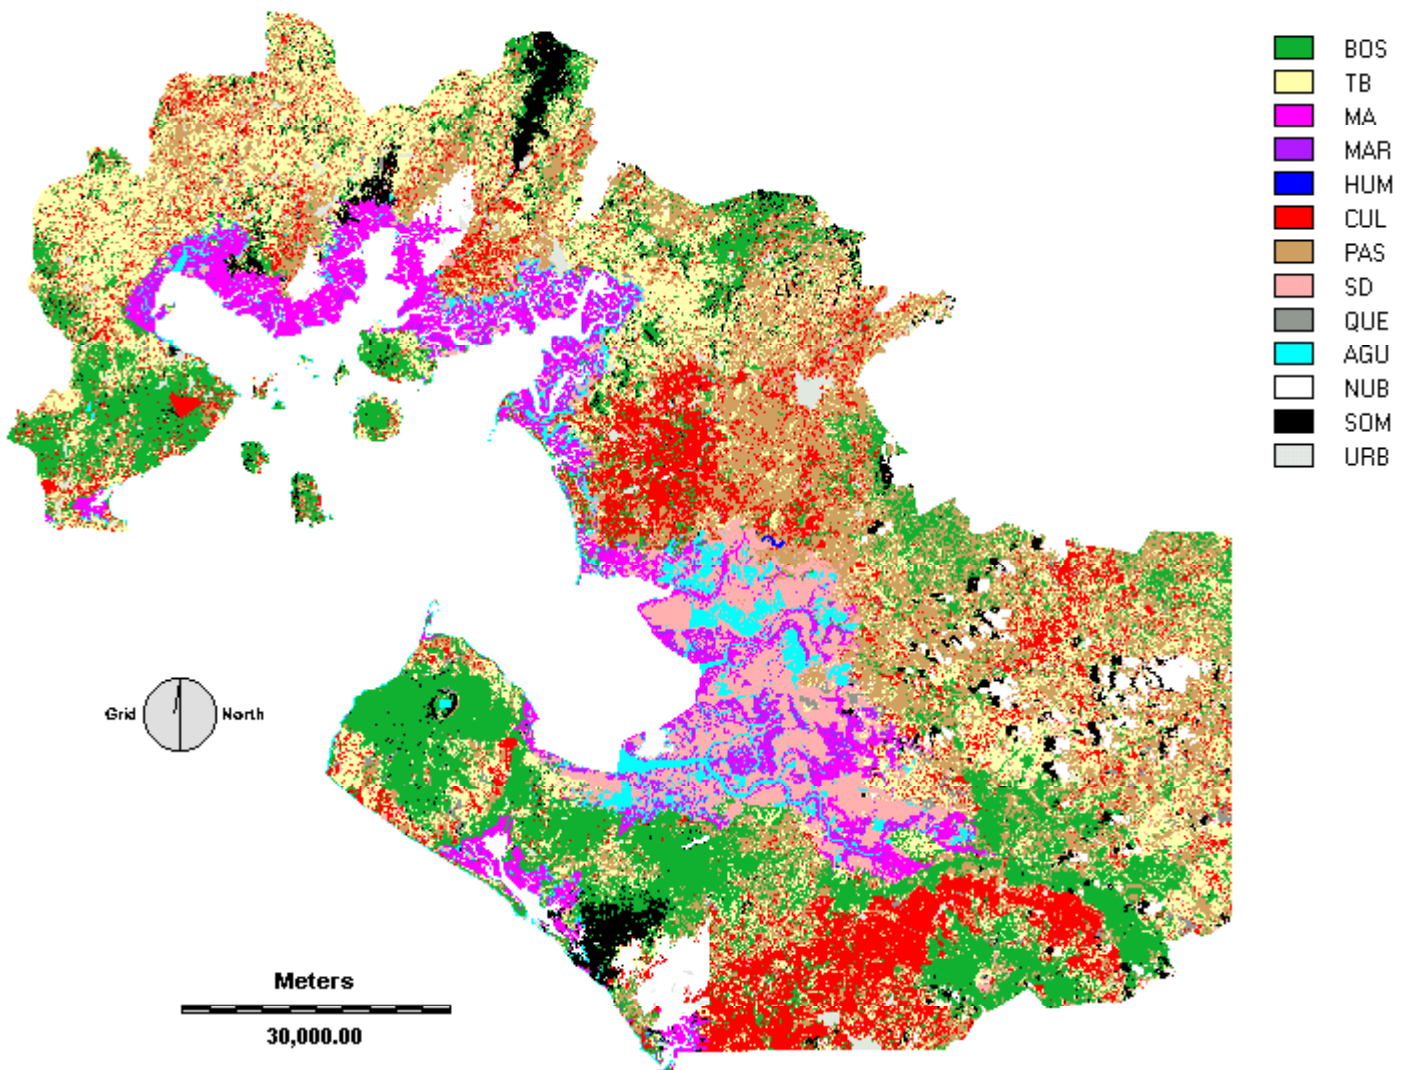 BOS
TB
MA
MAR
HUM
CUL
PAS
SD
QUE
AGU
NUB
SOM
URB
Grid North
Meters
30,000.00